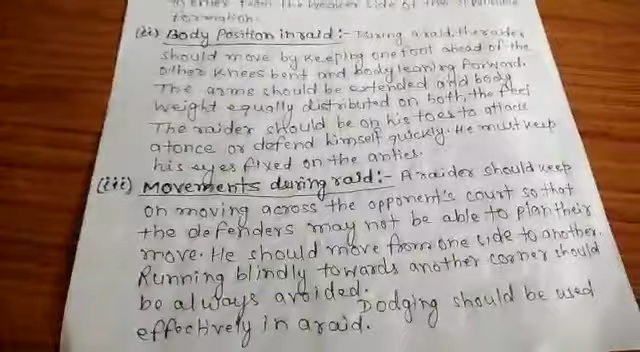 formation.
(ii) Body Position in raid :- During a raid, the raider
should move by keeping one foot ahead of the
other knees bent and body leaning forward.
The arms should be extended and body
weight equally distributed on both the feet
The raider should be on his toes to attack
atonce or defend himself quickly. He must keep
his eyes fixed on the anties.
(iii) Movements during raid :- A raider should keep
on moving across the opponent's court so that
the defenders may not be able to plan their
move. He should move from one side to another.
Running blindly towards another corner should
be always avoided. Dodging should be used
effectively in a raid.